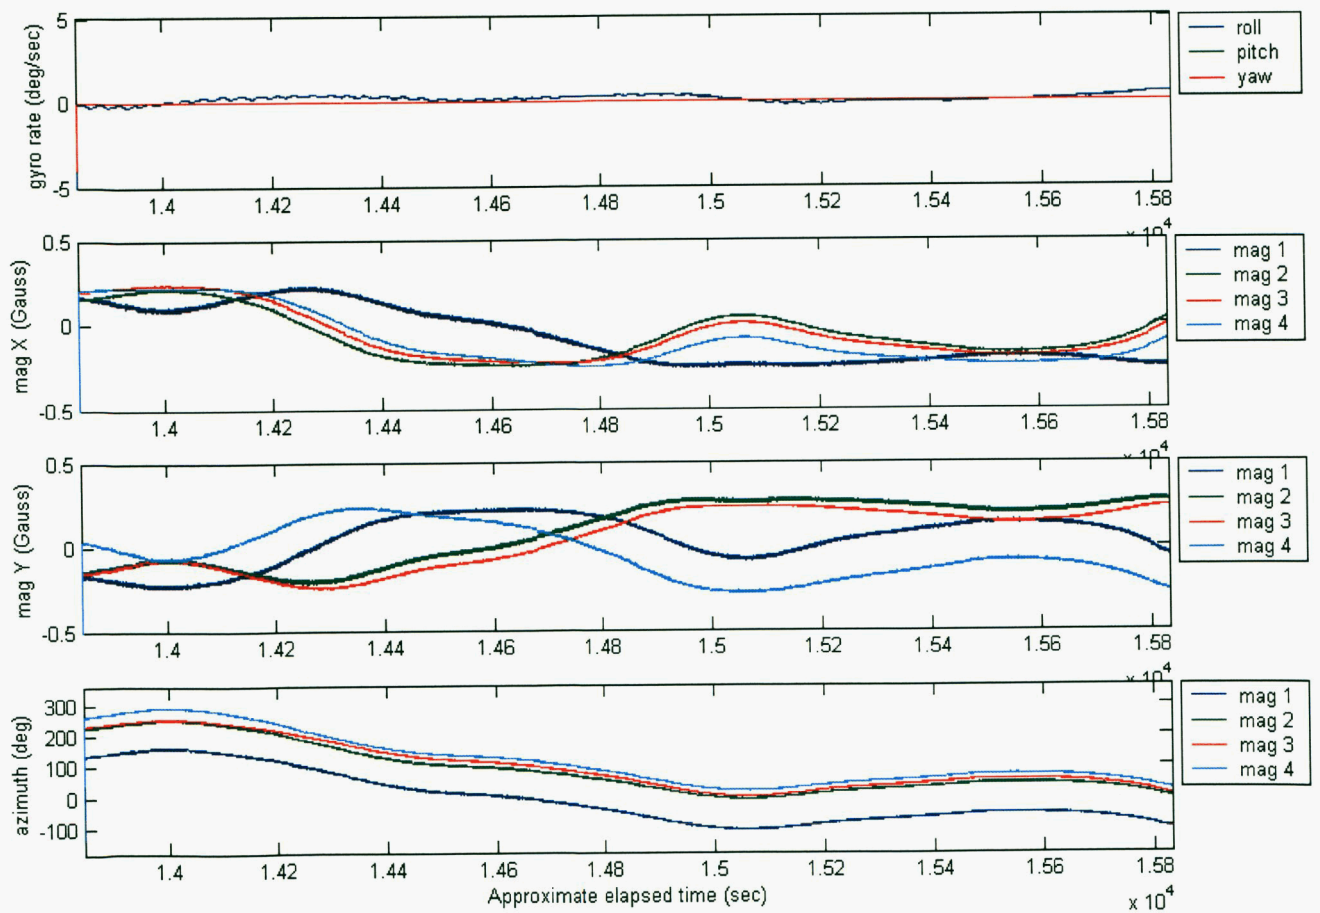 5
0
-5
gyro rate (deg/sec)
1.4 1.42 1.44 1.46 1.48 1.5 1.52 1.54 1.56 1.58
x 10^4
roll
pitch
yaw
0.5
0
-0.5
mag X (Gauss)
1.4 1.42 1.44 1.46 1.48 1.5 1.52 1.54 1.56 1.58
x 10^4
mag 1
mag 2
mag 3
mag 4
0.5
0
-0.5
mag Y (Gauss)
1.4 1.42 1.44 1.46 1.48 1.5 1.52 1.54 1.56 1.58
x 10^4
mag 1
mag 2
mag 3
mag 4
300
200
100
0
-100
azimuth (deg)
1.4 1.42 1.44 1.46 1.48 1.5 1.52 1.54 1.56 1.58
Approximate elapsed time (sec)
x 10^4
mag 1
mag 2
mag 3
mag 4